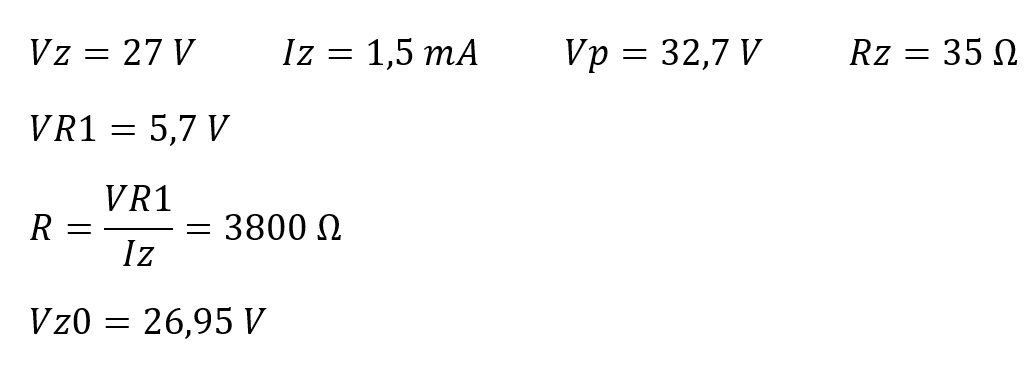 Vz = 27 V Iz = 1,5 mA Vp = 32,7 V Rz = 35 Ω
VR1 = 5,7 V
R = VR1 / Iz = 3800 Ω
Vz0 = 26,95 V